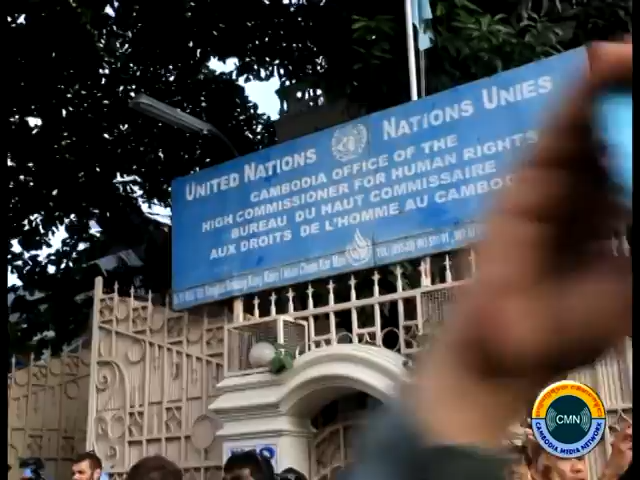 UNITED NATIONS NATIONS UNIES
CAMBODIA OFFICE OF THE
HIGH COMMISSIONER FOR HUMAN RIGHTS
BUREAU DU HAUT COMMISSAIRE
AUX DROITS DE L'HOMME AU
CMN
CAMBODIA MEDIA NETWORK